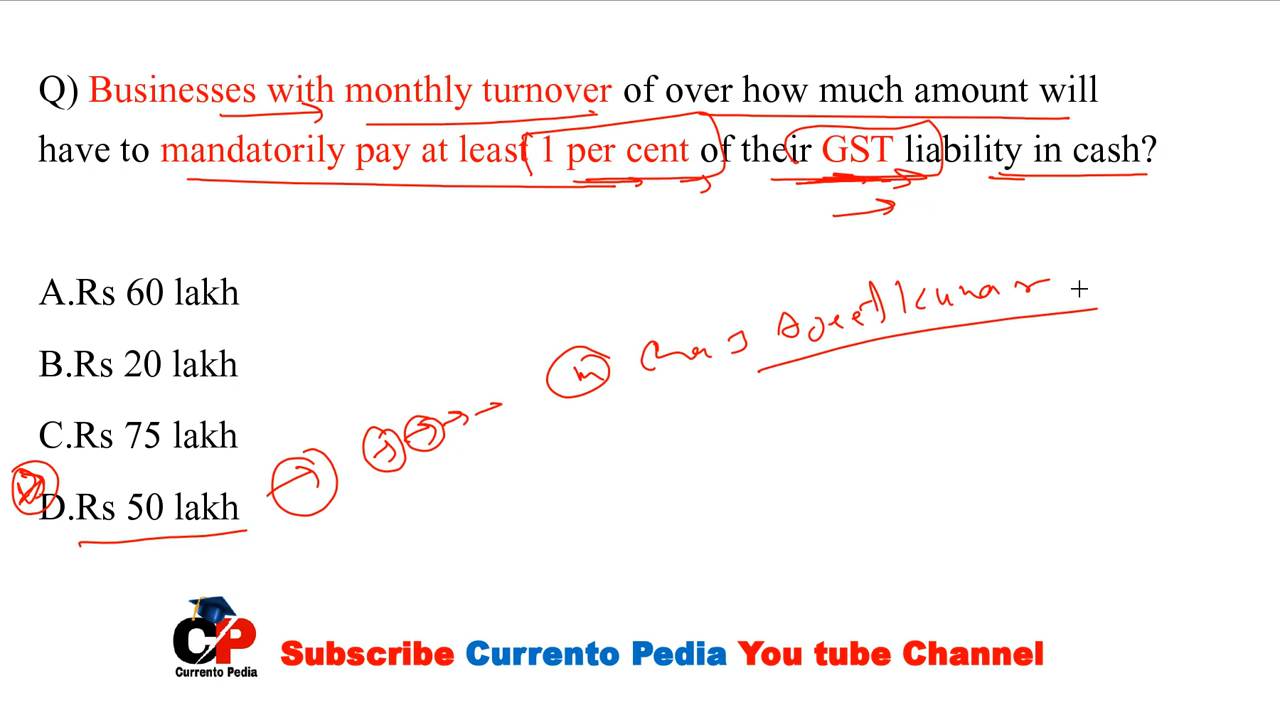 Q) Businesses with monthly turnover of over how much amount will
have to mandatorily pay at least 1 per cent of their GST liability in cash?
A.Rs 60 lakh
Ajeet kumar
B.Rs 20 lakh
C.Rs 75 lakh
D.Rs 50 lakh
CP
Currento Pedia
Subscribe Currento Pedia You tube Channel